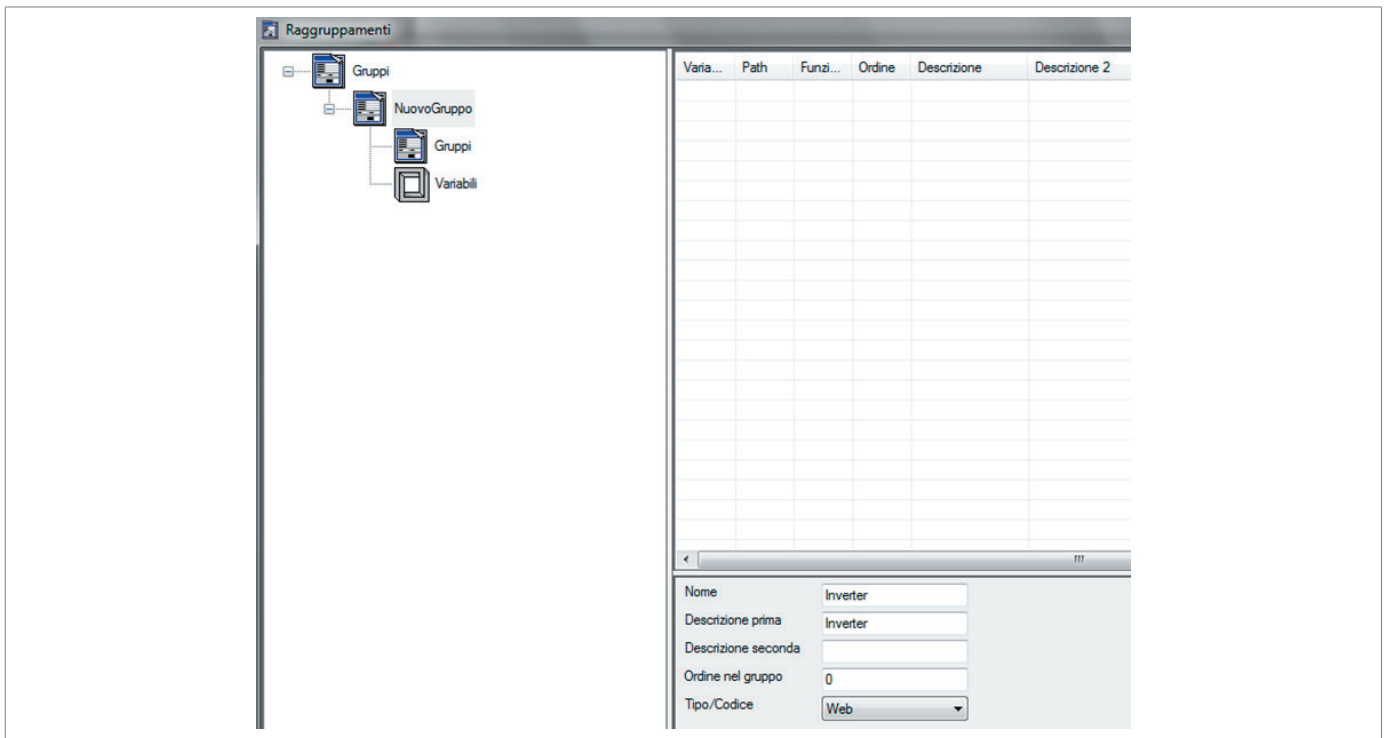 Raggruppamenti
Gruppi
NuovoGruppo
Gruppi
Variabili
Varia... Path Funzi... Ordine Descrizione Descrizione 2
Nome Inverter
Descrizione prima Inverter
Descrizione seconda
Ordine nel gruppo 0
Tipo/Codice Web